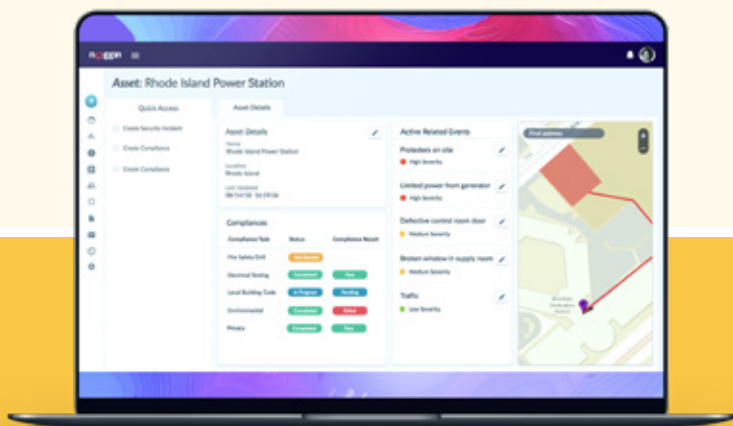 noggin
Asset: Rhode Island Power Station
Quick Access
Create Security Incident
Create Compliance
Create Compliance
Asset Details
Asset Details
Name
Rhode Island Power Station
Location
Rhode Island
Last Updated
Compliances
Compliance Task Status Compliance Result
Fire Safety Drill Not Started
Electrical Testing Completed Pass
Local Building Code In Progress Pending
Environmental Completed Failed
Privacy Completed Pass
Active Related Events
Protesters on site
High Severity
Limited power from generator
High Severity
Defective control room door
Medium Severity
Broken window in supply room
Medium Severity
Traffic
Low Severity
Find address